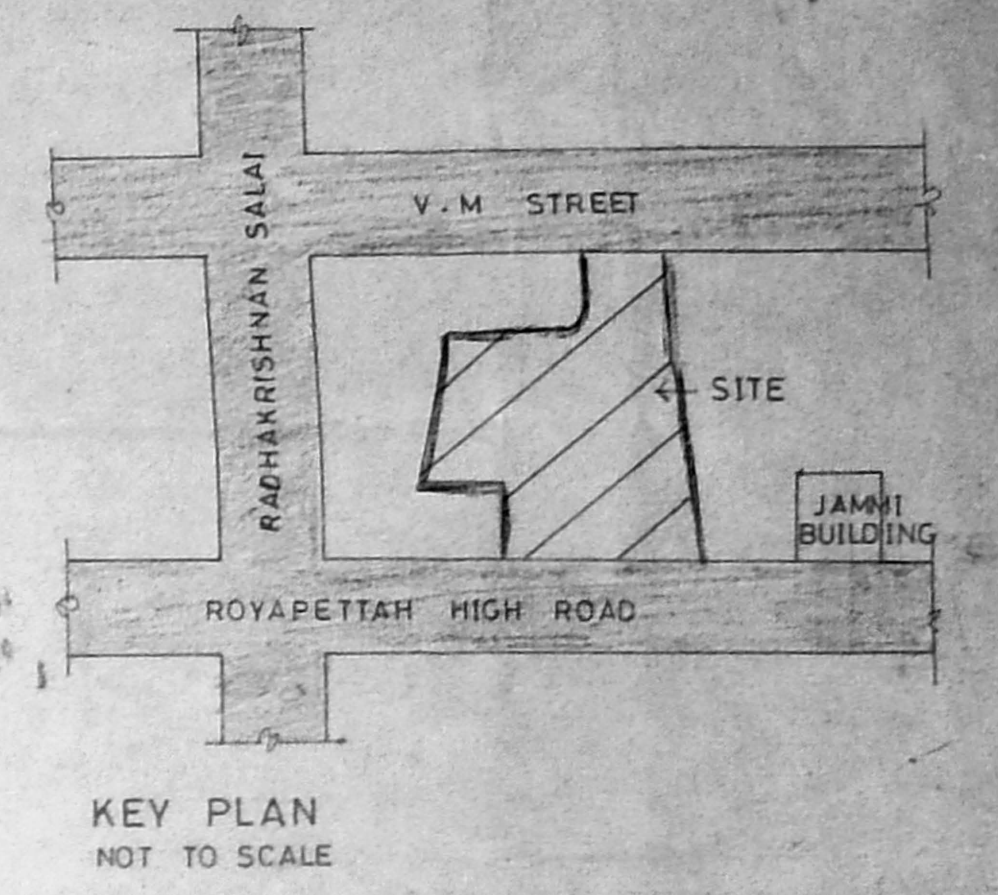 V.M STREET
RADHAKRISHNAN SALAI
SITE
JAMMI
BUILDING
ROYAPETTAH HIGH ROAD
KEY PLAN
NOT TO SCALE